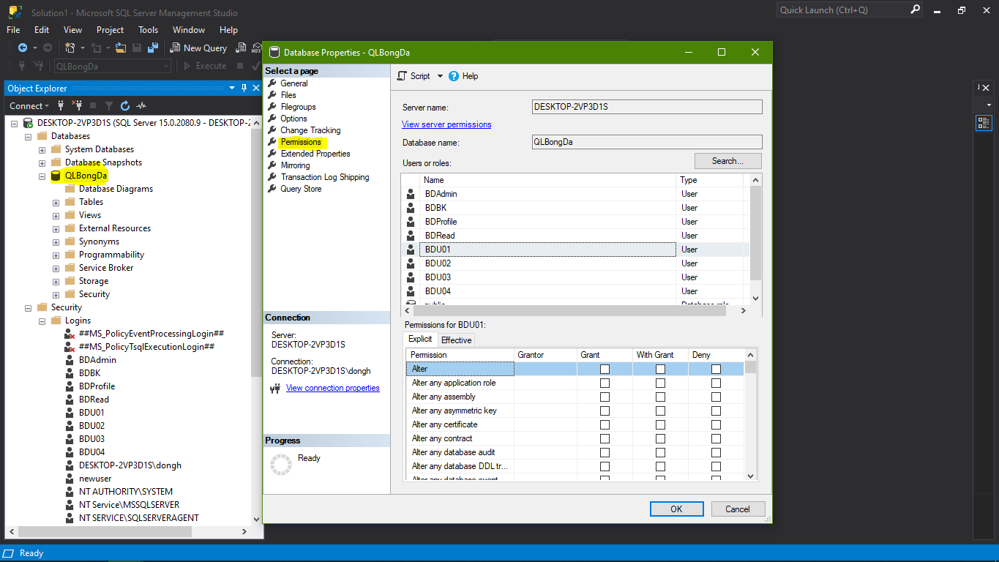 Solution1 - Microsoft SQL Server Management Studio
Quick Launch (Ctrl+Q)
File Edit View Project Tools Window Help
New Query
MDX
QLBongDa
Execute
Object Explorer
Connect
DESKTOP-2VP3D1S (SQL Server 15.0.2080.9 - DESKTOP-2
Databases
System Databases
Database Snapshots
QLBongDa
Database Diagrams
Tables
Views
External Resources
Synonyms
Programmability
Service Broker
Storage
Security
Security
Logins
##MS_PolicyEventProcessingLogin##
##MS_PolicyTsqlExecutionLogin##
BDAdmin
BDBK
BDProfile
BDRead
BDU01
BDU02
BDU03
BDU04
DESKTOP-2VP3D1S\dongh
newuser
NT AUTHORITY\SYSTEM
NT Service\MSSQLSERVER
NT SERVICE\SQLSERVERAGENT
Database Properties - QLBongDa
Select a page
General
Files
Filegroups
Options
Change Tracking
Permissions
Extended Properties
Mirroring
Transaction Log Shipping
Query Store
Connection
Server:
DESKTOP-2VP3D1S
Connection:
DESKTOP-2VP3D1S\dongh
View connection properties
Progress
Ready
Script Help
Server name: DESKTOP-2VP3D1S
View server permissions
Database name: QLBongDa
Users or roles: Search...
Name Type
BDAdmin User
BDBK User
BDProfile User
BDRead User
BDU01 User
BDU02 User
BDU03 User
BDU04 User
public Database role
Permissions for BDU01:
Explicit Effective
Permission Grantor Grant With Grant Deny
Alter
Alter any application role
Alter any assembly
Alter any asymmetric key
Alter any certificate
Alter any contract
Alter any database audit
Alter any database DDL tr...
Alter any database event
OK Cancel
Ready